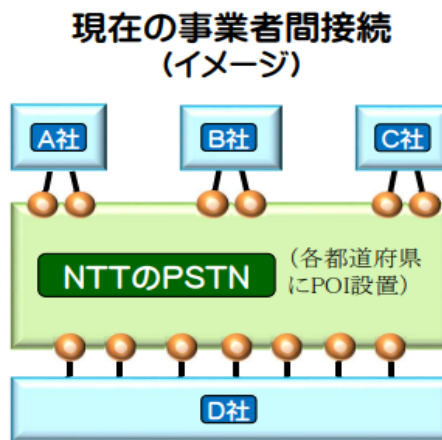 現在の事業者間接続
（イメージ）
A社
B社
C社
NTTのPSTN
（各都道府県
にPOI設置）
D社